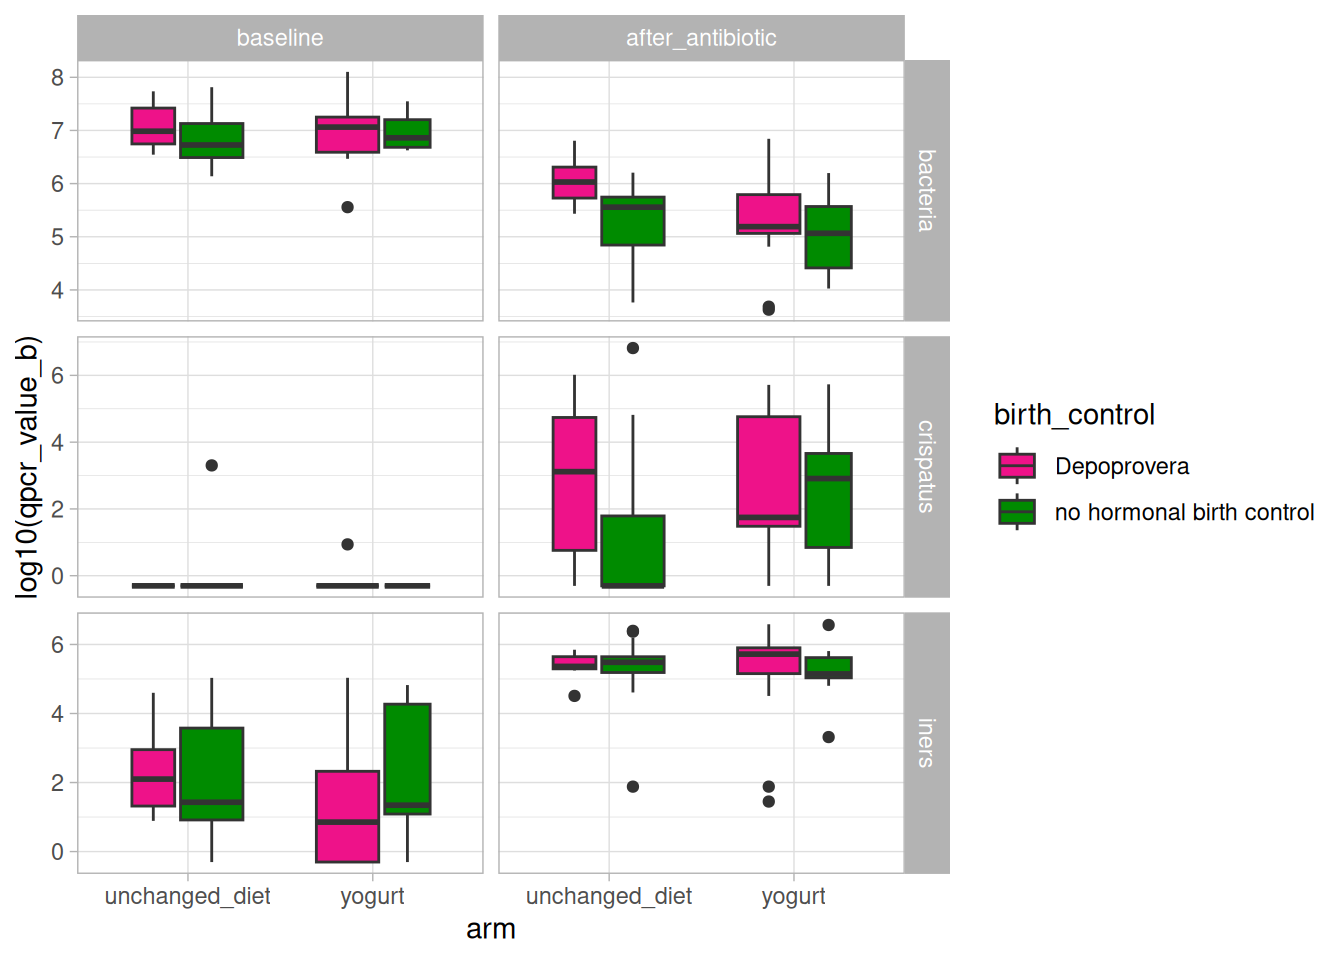 baseline
after_antibiotic
8
7
6
5
4
bacteria
6
4
2
0
crispatus
6
4
2
0
iners
log10(qpcr_value_b)
unchanged_diet
yogurt
unchanged_diet
yogurt
arm
birth_control
Depoprovera
no hormonal birth control